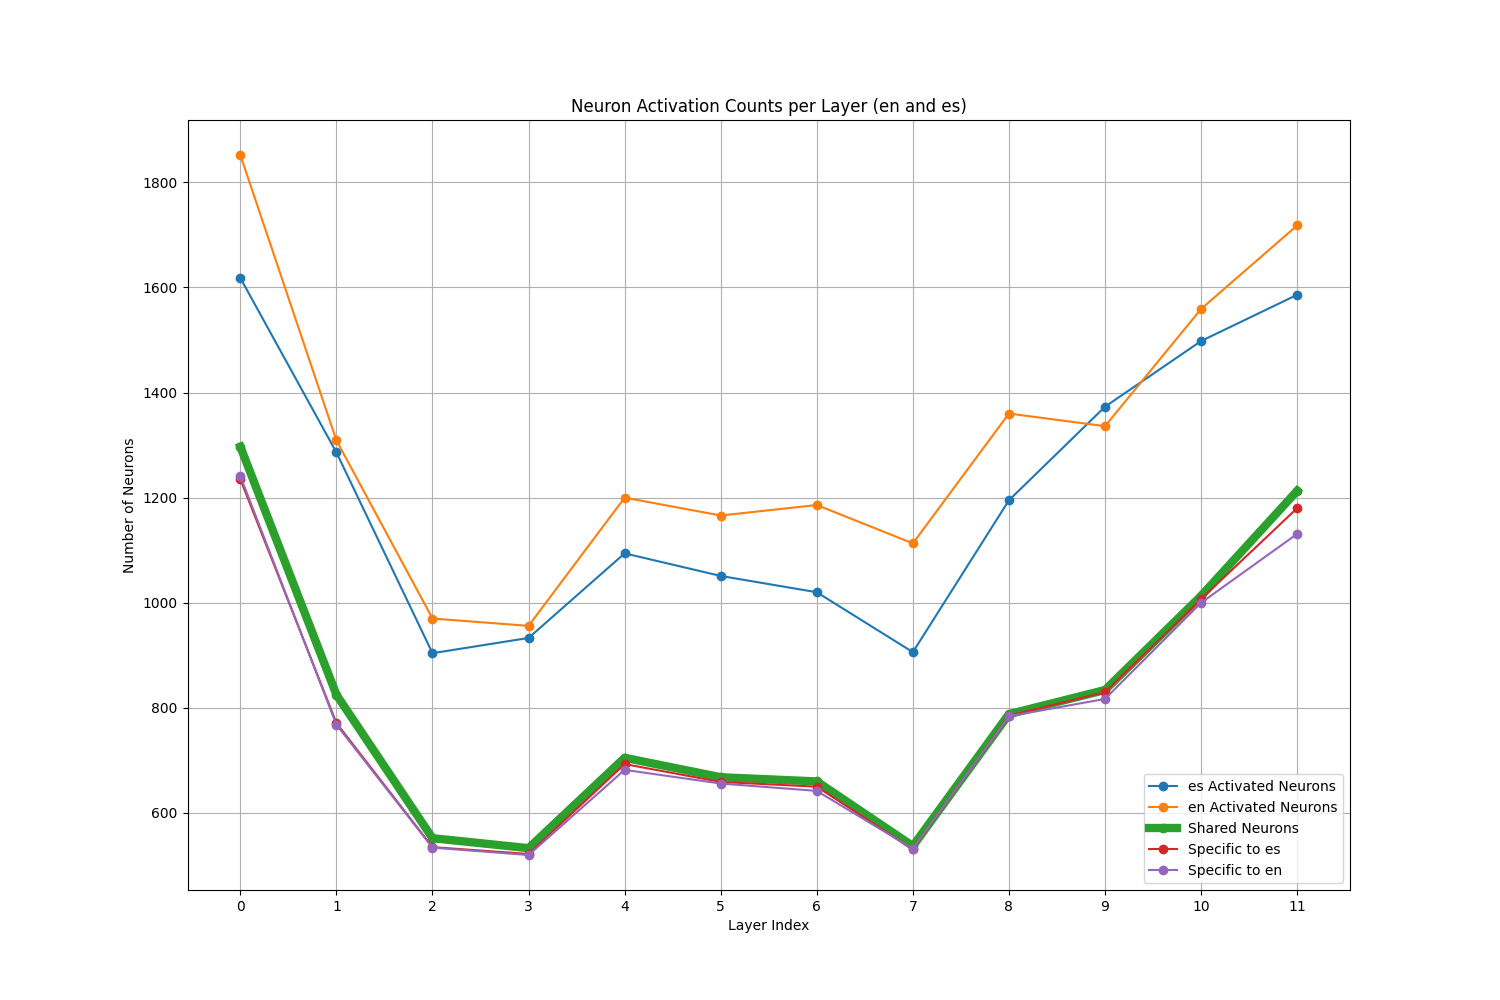 Neuron Activation Counts per Layer (en and es)
Number of Neurons
1800
1600
1400
1200
1000
800
600
0 1 2 3 4 5 6 7 8 9 10 11
Layer Index
es Activated Neurons
en Activated Neurons
Shared Neurons
Specific to es
Specific to en